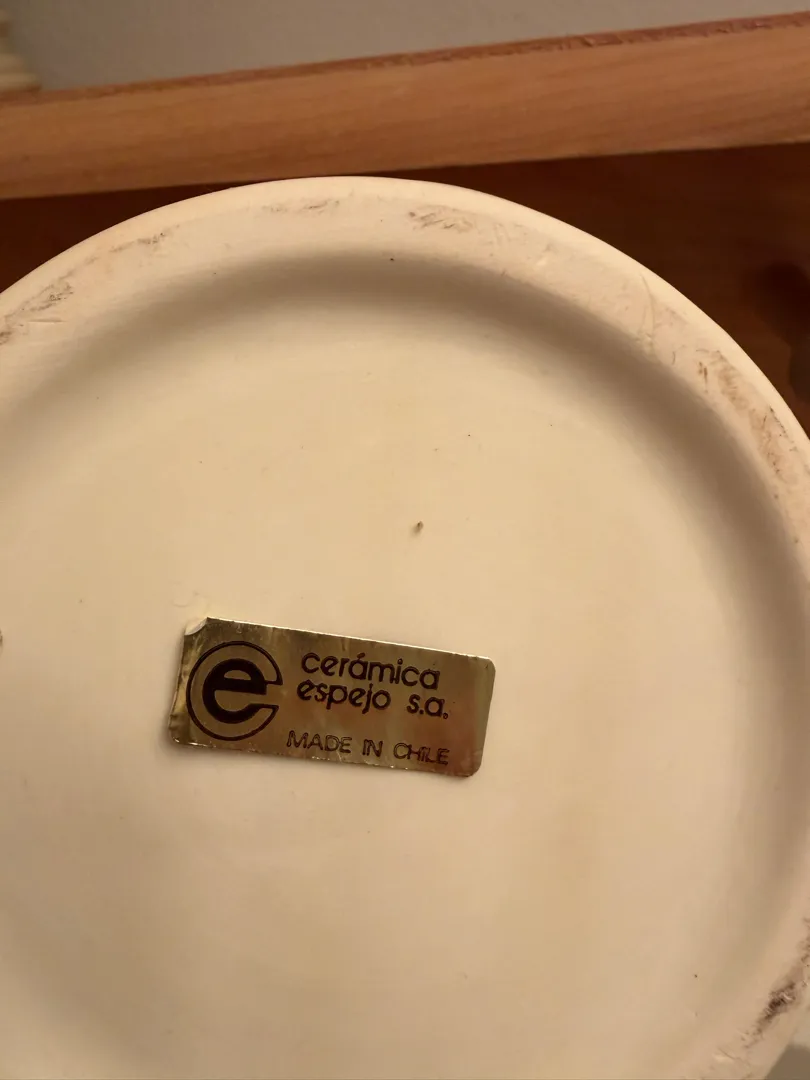 e
cerámica
espejo s.a.
MADE IN CHILE